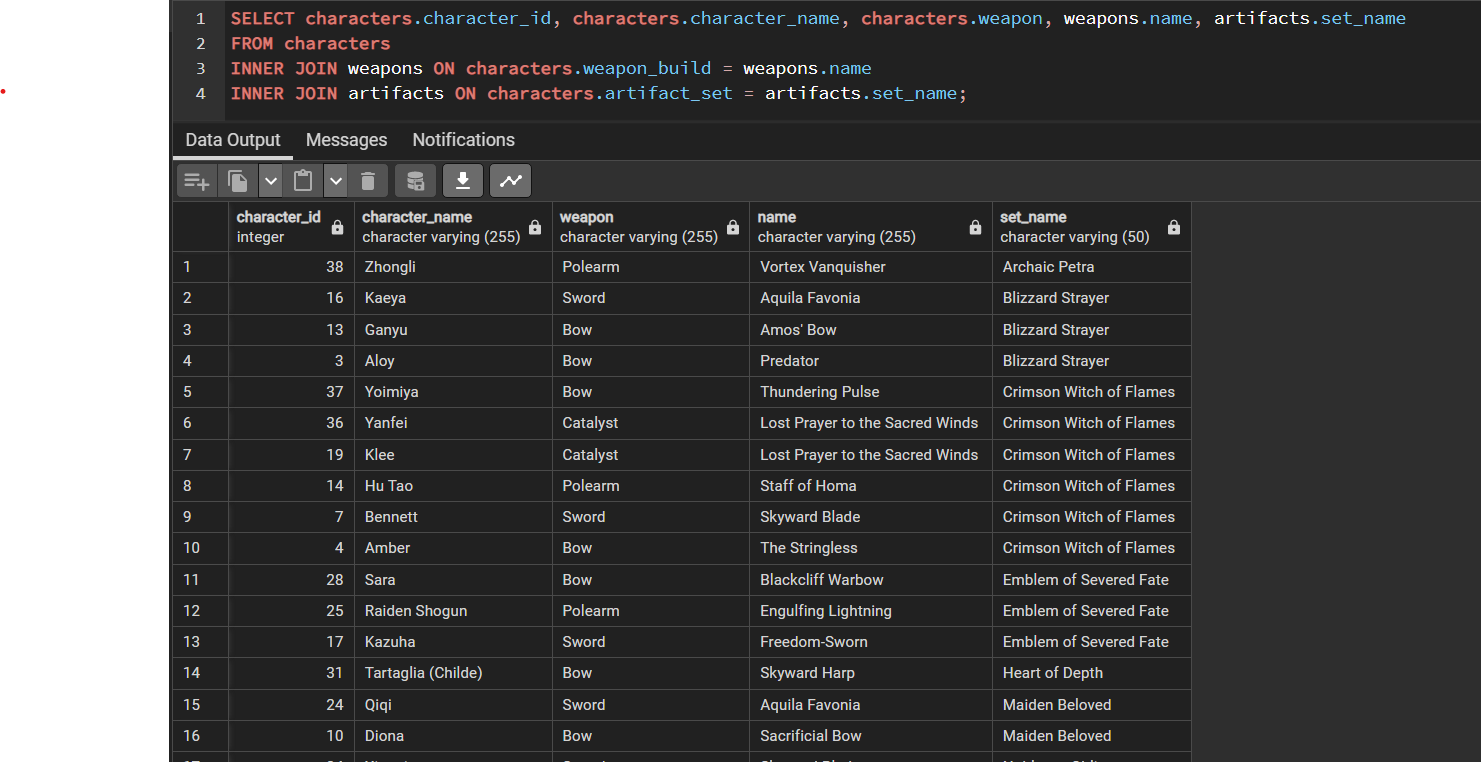 1 SELECT characters.character_id, characters.character_name, characters.weapon, weapons.name, artifacts.set_name
2 FROM characters
3 INNER JOIN weapons ON characters.weapon_build = weapons.name
4 INNER JOIN artifacts ON characters.artifact_set = artifacts.set_name;
Data Output Messages Notifications
character_id character_name weapon name set_name
integer character varying (255) character varying (255) character varying (255) character varying (50)
1 38 Zhongli Polearm Vortex Vanquisher Archaic Petra
2 16 Kaeya Sword Aquila Favonia Blizzard Strayer
3 13 Ganyu Bow Amos' Bow Blizzard Strayer
4 3 Aloy Bow Predator Blizzard Strayer
5 37 Yoimiya Bow Thundering Pulse Crimson Witch of Flames
6 36 Yanfei Catalyst Lost Prayer to the Sacred Winds Crimson Witch of Flames
7 19 Klee Catalyst Lost Prayer to the Sacred Winds Crimson Witch of Flames
8 14 Hu Tao Polearm Staff of Homa Crimson Witch of Flames
9 7 Bennett Sword Skyward Blade Crimson Witch of Flames
10 4 Amber Bow The Stringless Crimson Witch of Flames
11 28 Sara Bow Blackcliff Warbow Emblem of Severed Fate
12 25 Raiden Shogun Polearm Engulfing Lightning Emblem of Severed Fate
13 17 Kazuha Sword Freedom-Sworn Emblem of Severed Fate
14 31 Tartaglia (Childe) Bow Skyward Harp Heart of Depth
15 24 Qiqi Sword Aquila Favonia Maiden Beloved
16 10 Diona Bow Sacrificial Bow Maiden Beloved